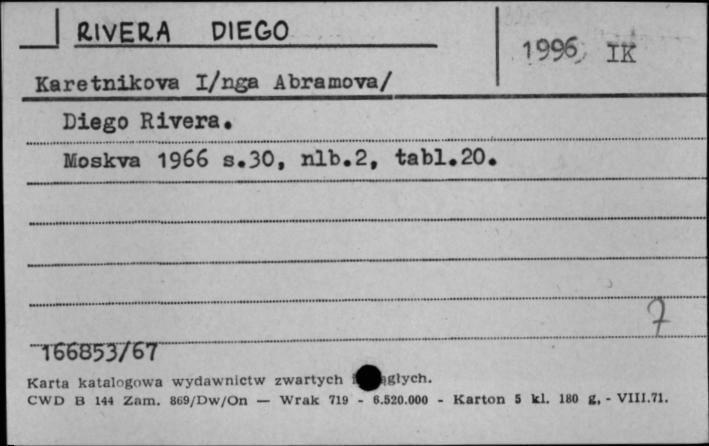 RIVERA DIEGO
1996, IK
Karetnikova I/nga Abramova/
Diego Rivera.
Moskva 1966 s.30, nlb.2, tabl.20.
7
166853/67
Karta katalogowa wydawnictw zwartych głych.
CWD B 144 Zam. 869/Dw/On — Wrak 719 - 6.520.000 - Karton 5 kl. 180 g, - VIII.71.